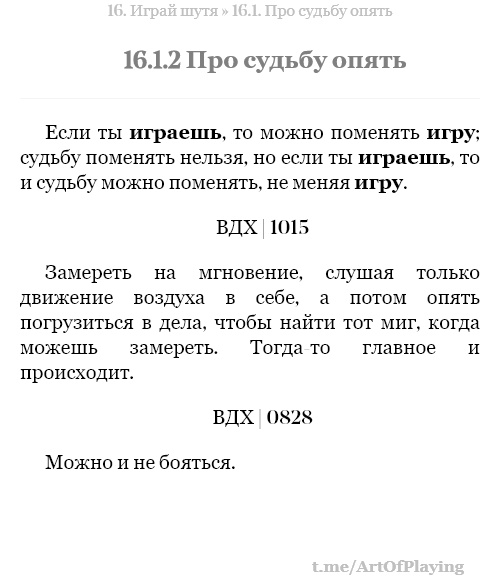 16. Играй шутя » 16.1. Про судьбу опять
16.1.2 Про судьбу опять
Если ты играешь, то можно поменять игру;
судьбу поменять нельзя, но если ты играешь, то
и судьбу можно поменять, не меняя игру.
ВДХ | 1015
Замереть на мгновение, слушая только
движение воздуха в себе, а потом опять
погрузиться в дела, чтобы найти тот миг, когда
можешь замереть. Тогда-то главное и
происходит.
ВДХ | 0828
Можно и не бояться.
t.me/ArtOfPlaying